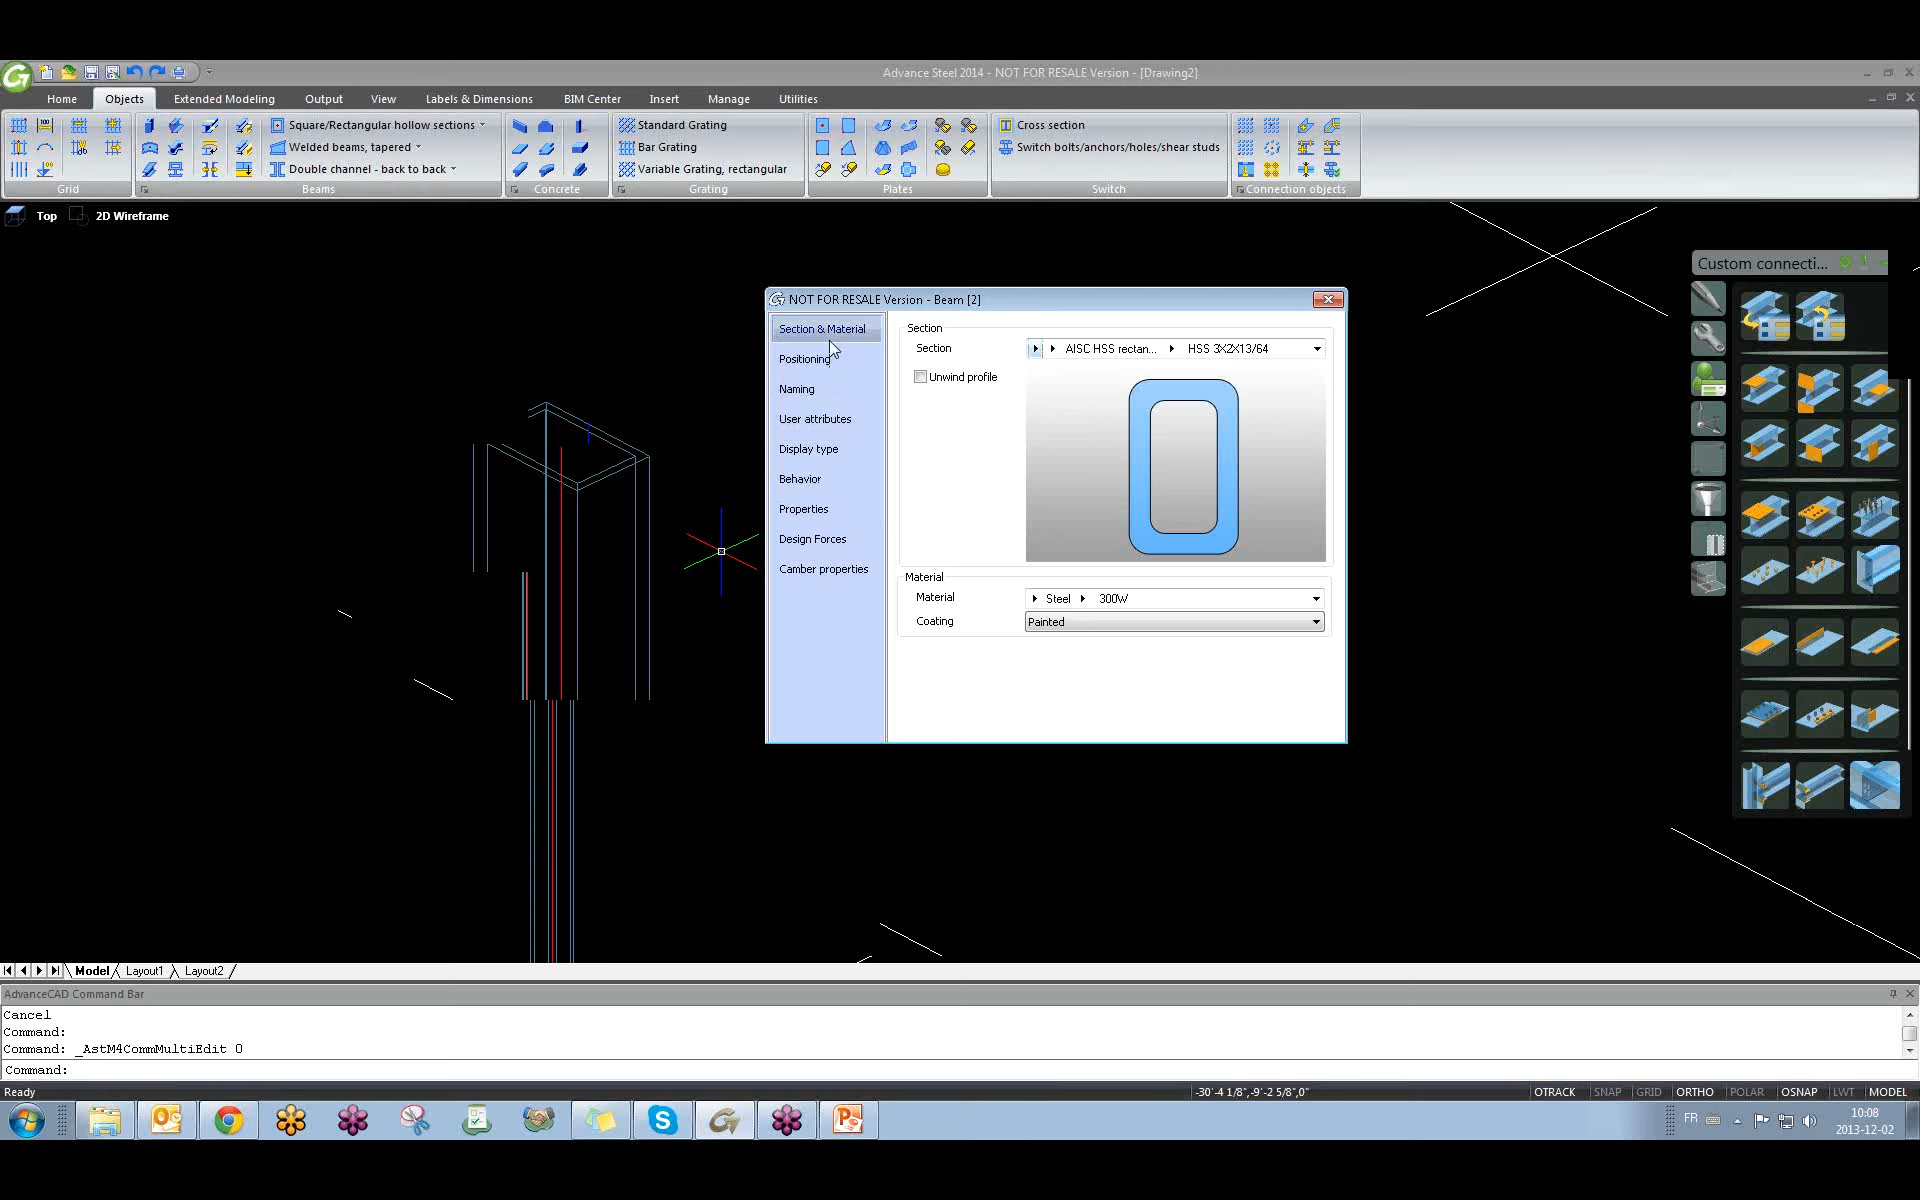 Advance Steel 2014 - NOT FOR RESALE Version - [Drawing2]
Home Objects Extended Modeling Output View Labels & Dimensions BIM Center Insert Manage Utilities
Square/Rectangular hollow sections
Welded beams, tapered
Double channel - back to back
Standard Grating
Bar Grating
Variable Grating, rectangular
Cross section
Switch bolts/anchors/holes/shear studs
Grid Beams Concrete Grating Plates Switch Connection objects
Top 2D Wireframe
Custom connecti...
NOT FOR RESALE Version - Beam [2]
Section & Material
Positioning
Naming
User attributes
Display type
Behavior
Properties
Design Forces
Camber properties
Section
Section AISC HSS rectan... HSS 3X2X13/64
Unwind profile
Material
Material Steel 300W
Coating Painted
Model Layout1 Layout2
AdvanceCAD Command Bar
Cancel
Command:
Command: _AstM4CommMultiEdit 0
Command:
Ready -30'-4 1/8",-9'-2 5/8",0" OTRACK SNAP GRID ORTHO POLAR OSNAP LWT MODEL
FR 10:08
2013-12-02